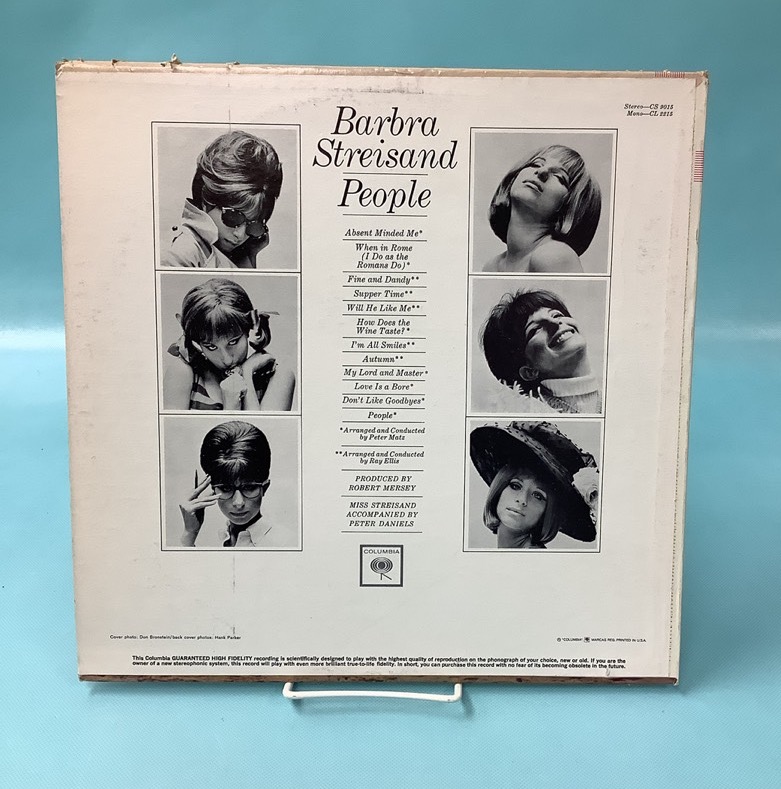 Stereo—CS 9015
Mono—CL 2215
Barbra
Streisand
People
Absent Minded Me*
When in Rome
(I Do as the
Romans Do)*
Fine and Dandy**
Supper Time**
Will He Like Me**
How Does the
Wine Taste?*
I'm All Smiles**
Autumn**
My Lord and Master*
Love Is a Bore*
Don't Like Goodbyes*
People*
*Arranged and Conducted
by Peter Matz
**Arranged and Conducted
by Ray Ellis
PRODUCED BY
ROBERT MERSEY
MISS STREISAND
ACCOMPANIED BY
PETER DANIELS
COLUMBIA
Cover photo: Don Bronstein/back cover photos: Hank Parker
® "COLUMBIA", MARCAS REG. PRINTED IN U.S.A.
This Columbia GUARANTEED HIGH FIDELITY recording is scientifically designed to play with the highest quality of reproduction on the phonograph of your choice, new or old. If you are the
owner of a new stereophonic system, this record will play with even more brilliant true-to-life fidelity. In short, you can purchase this record with no fear of its becoming obsolete in the future.